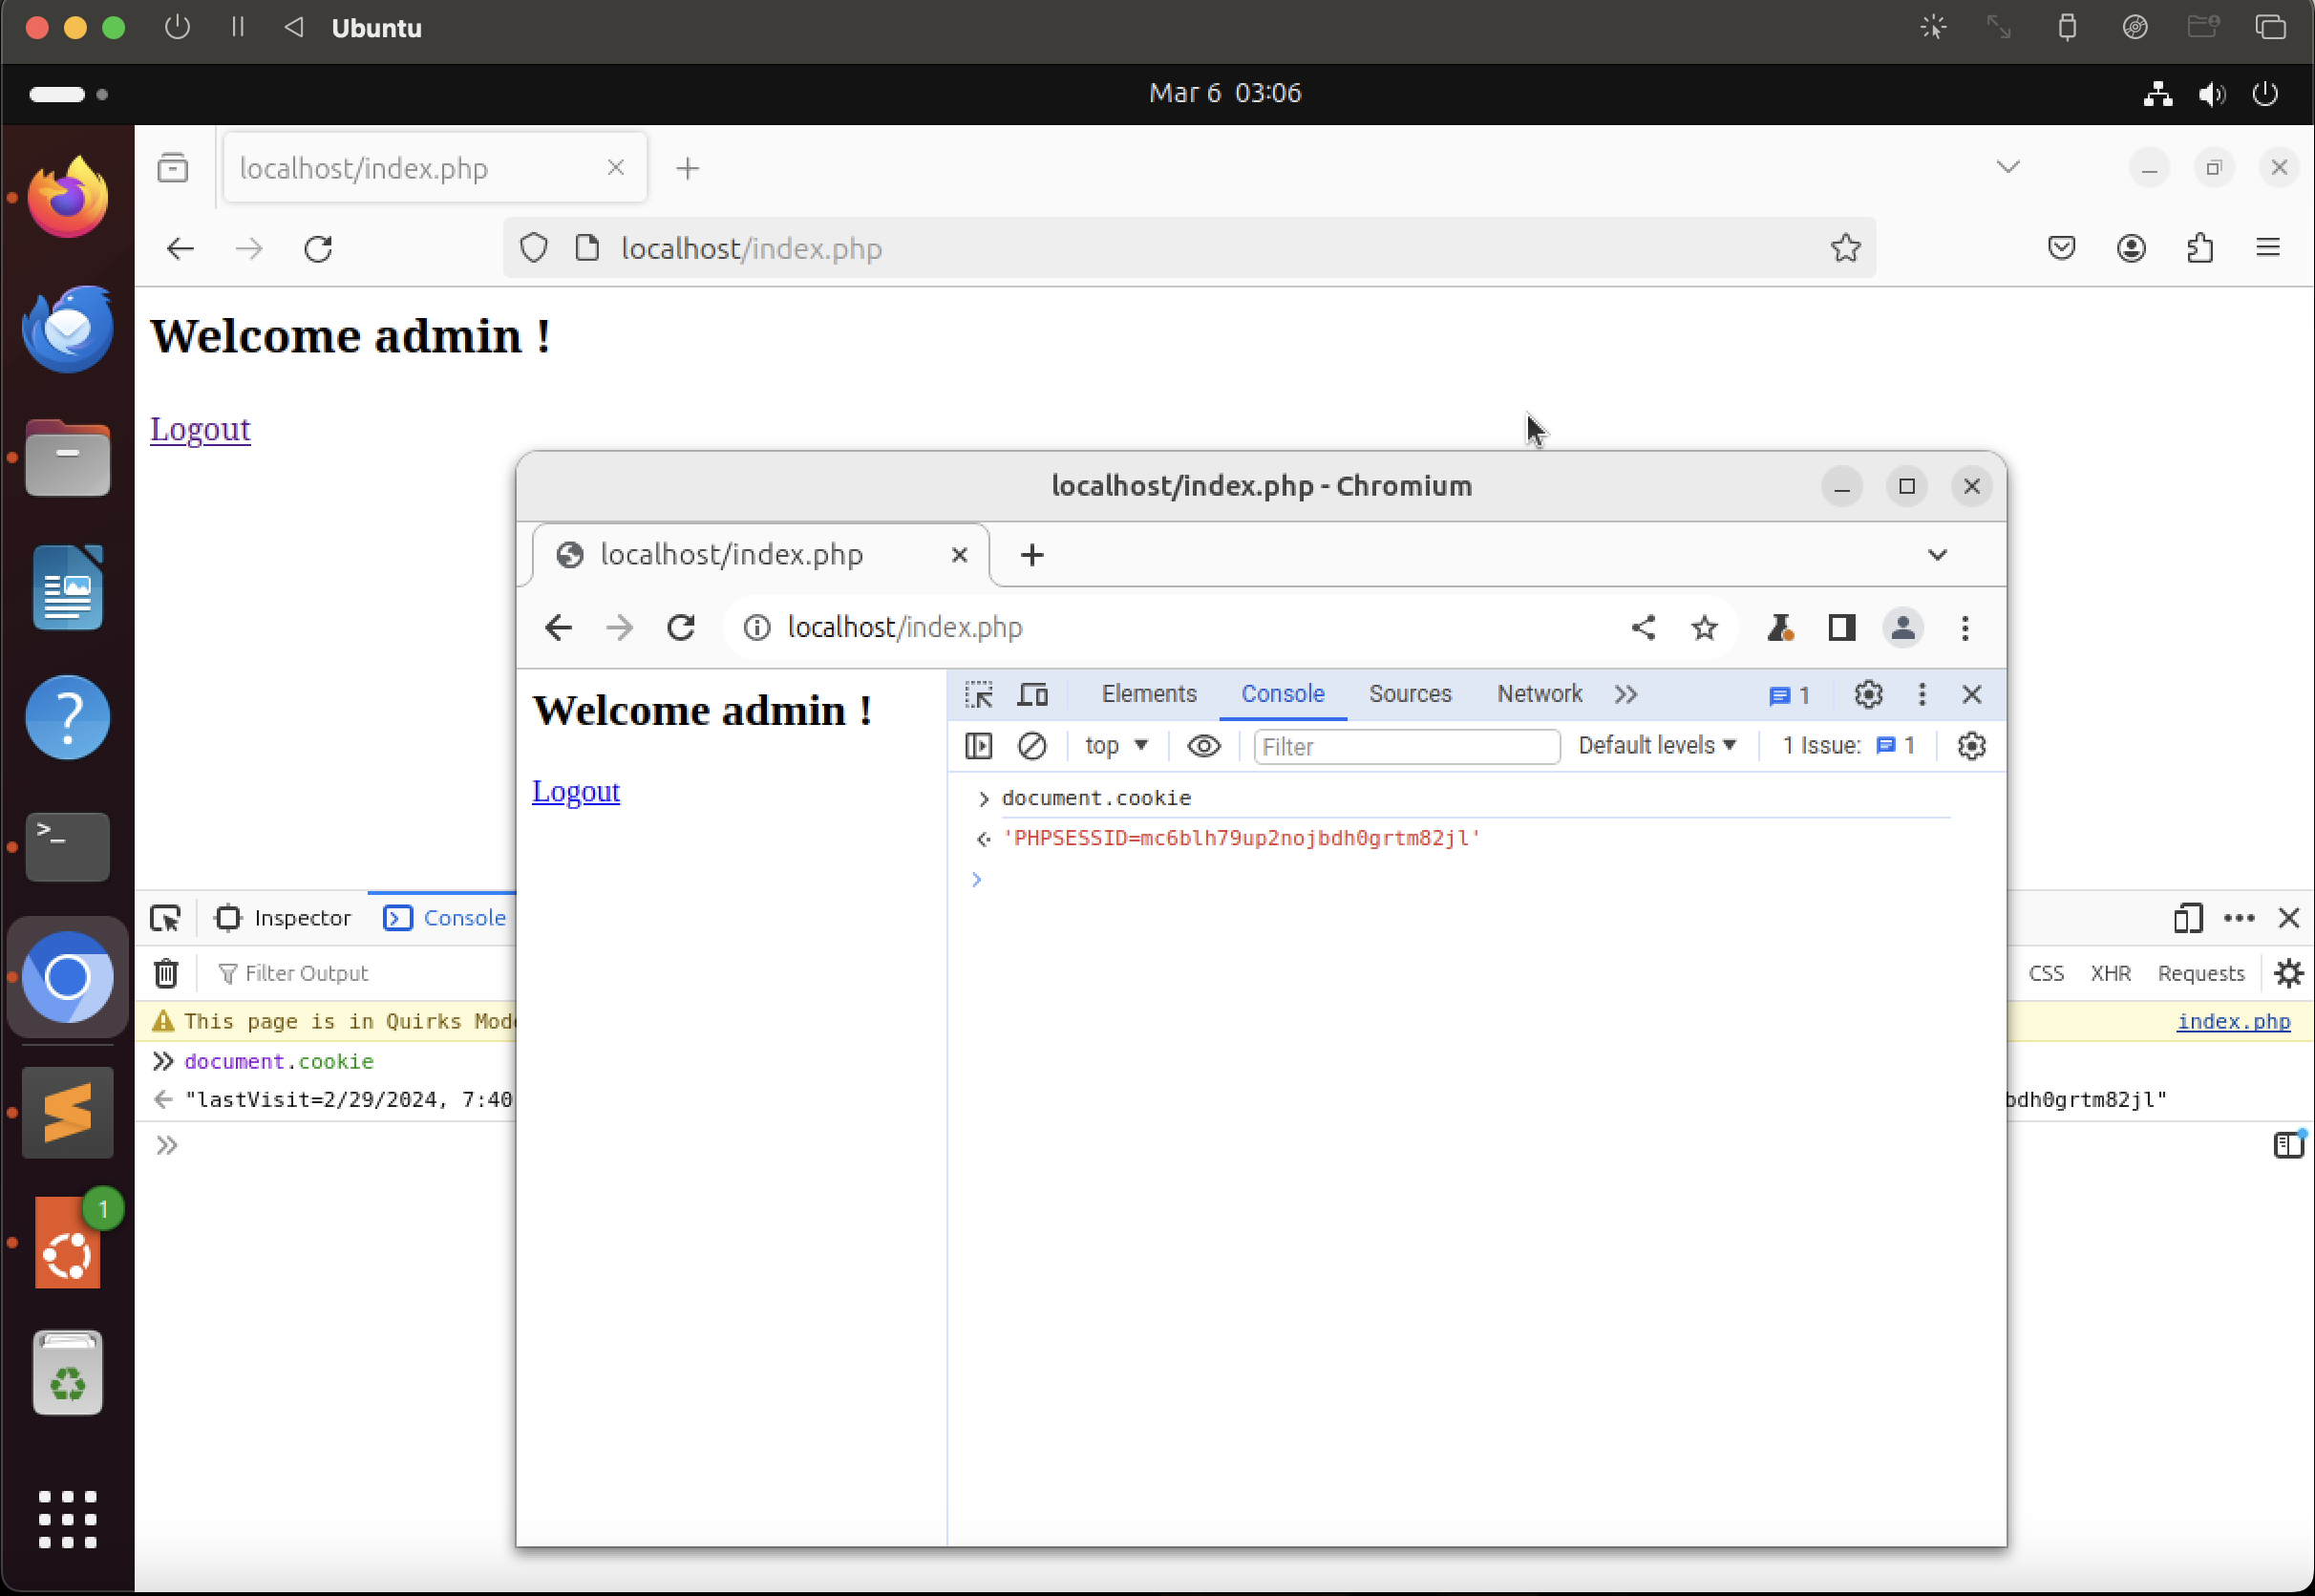 Ubuntu
Mar 6 03:06
localhost/index.php
localhost/index.php
Welcome admin !
Logout
localhost/index.php - Chromium
localhost/index.php
localhost/index.php
Welcome admin !
Logout
Elements Console Sources Network 1
top Filter Default levels 1 Issue: 1
document.cookie
'PHPSESSID=mc6blh79up2nojbdh0grtm82jl'
Inspector Console
Filter Output CSS XHR Requests
This page is in Quirks Mode index.php
document.cookie
"lastVisit=2/29/2024, 7:40 bdh0grtm82jl"
1